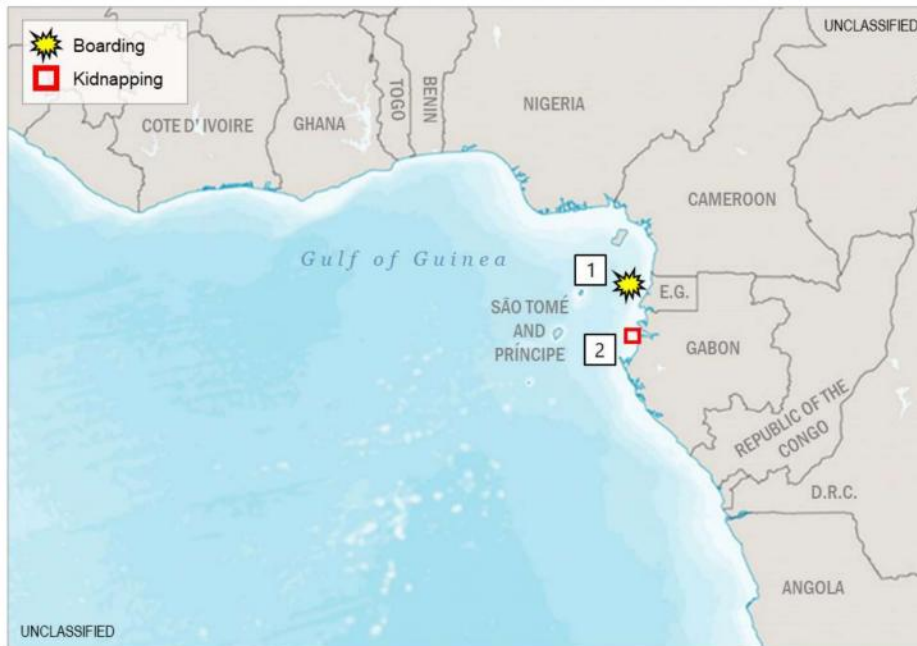 Boarding
Kidnapping
UNCLASSIFIED
COTE D' IVOIRE
GHANA
TOGO
BENIN
NIGERIA
CAMEROON
Gulf of Guinea
1
E.G.
SÃO TOMÉ
AND
PRÍNCIPE
2
GABON
REPUBLIC OF THE
CONGO
D.R.C.
ANGOLA
UNCLASSIFIED